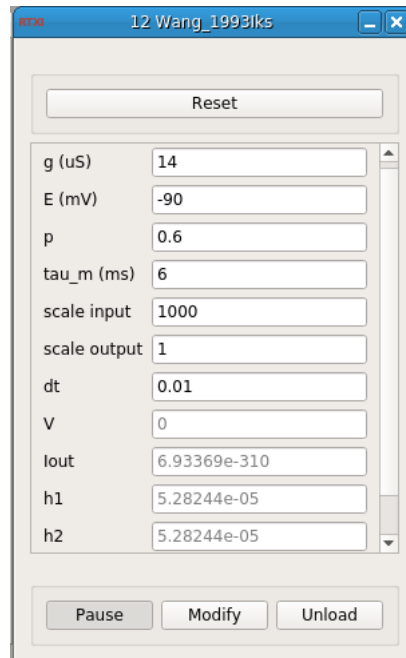 RTXI 12 Wang_1993Iks
Reset
g (uS) 14
E (mV) -90
p 0.6
tau_m (ms) 6
scale input 1000
scale output 1
dt 0.01
V 0
Iout 6.93369e-310
h1 5.28244e-05
h2 5.28244e-05
Pause Modify Unload